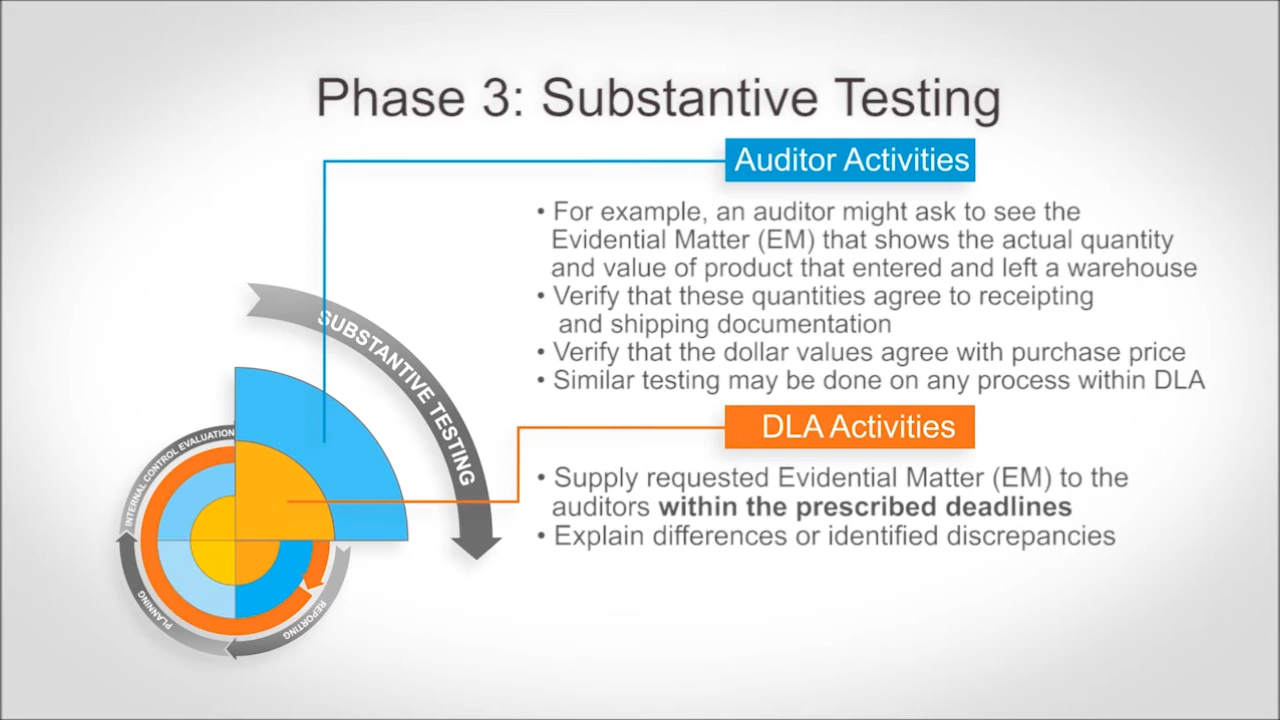 Phase 3: Substantive Testing
Auditor Activities
• For example, an auditor might ask to see the
Evidential Matter (EM) that shows the actual quantity
and value of product that entered and left a warehouse
• Verify that these quantities agree to receipting
and shipping documentation
• Verify that the dollar values agree with purchase price
• Similar testing may be done on any process within DLA
DLA Activities
• Supply requested Evidential Matter (EM) to the
auditors within the prescribed deadlines
• Explain differences or identified discrepancies
SUBSTANTIVE TESTING
INTERNAL CONTROL EVALUATION
PLANNING
REPORTING